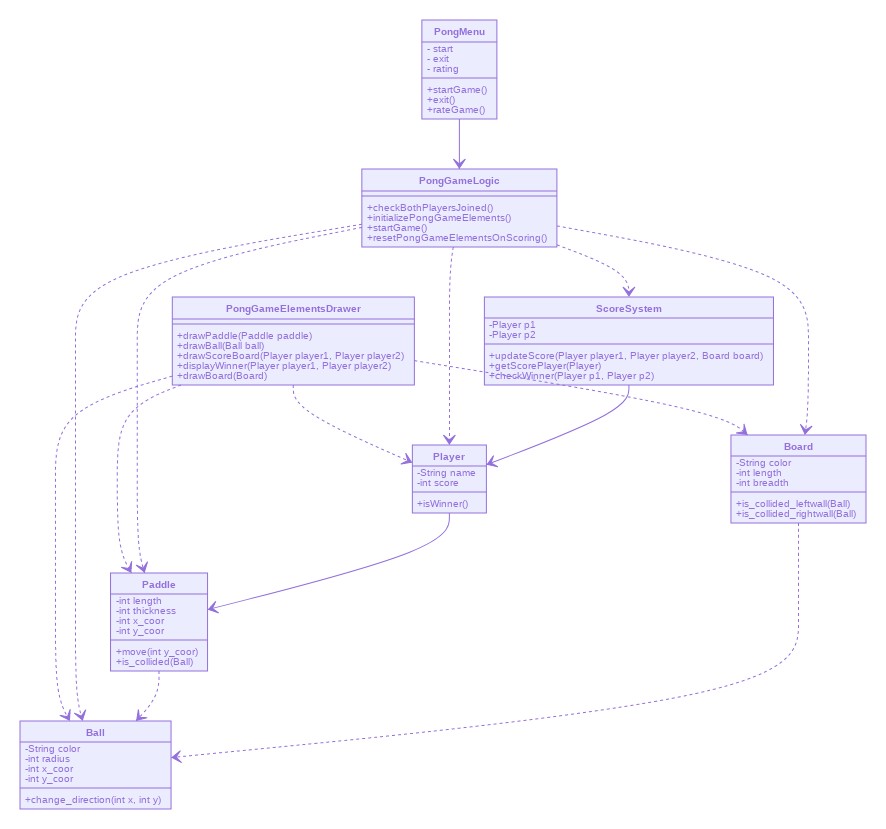 PongMenu
- start
- exit
- rating
+startGame()
+exit()
+rateGame()
PongGameLogic
+checkBothPlayersJoined()
+initializePongGameElements()
+startGame()
+resetPongGameElementsOnScoring()
PongGameElementsDrawer
+drawPaddle(Paddle paddle)
+drawBall(Ball ball)
+drawScoreBoard(Player player1, Player player2)
+displayWinner(Player player1, Player player2)
+drawBoard(Board)
ScoreSystem
-Player p1
-Player p2
+updateScore(Player player1, Player player2, Board board)
+getScorePlayer(Player)
+checkWinner(Player p1, Player p2)
Player
-String name
-int score
+isWinner()
Board
-String color
-int length
-int breadth
+is_collided_leftwall(Ball)
+is_collided_rightwall(Ball)
Paddle
-int length
-int thickness
-int x_coor
-int y_coor
+move(int y_coor)
+is_collided(Ball)
Ball
-String color
-int radius
-int x_coor
-int y_coor
+change_direction(int x, int y)